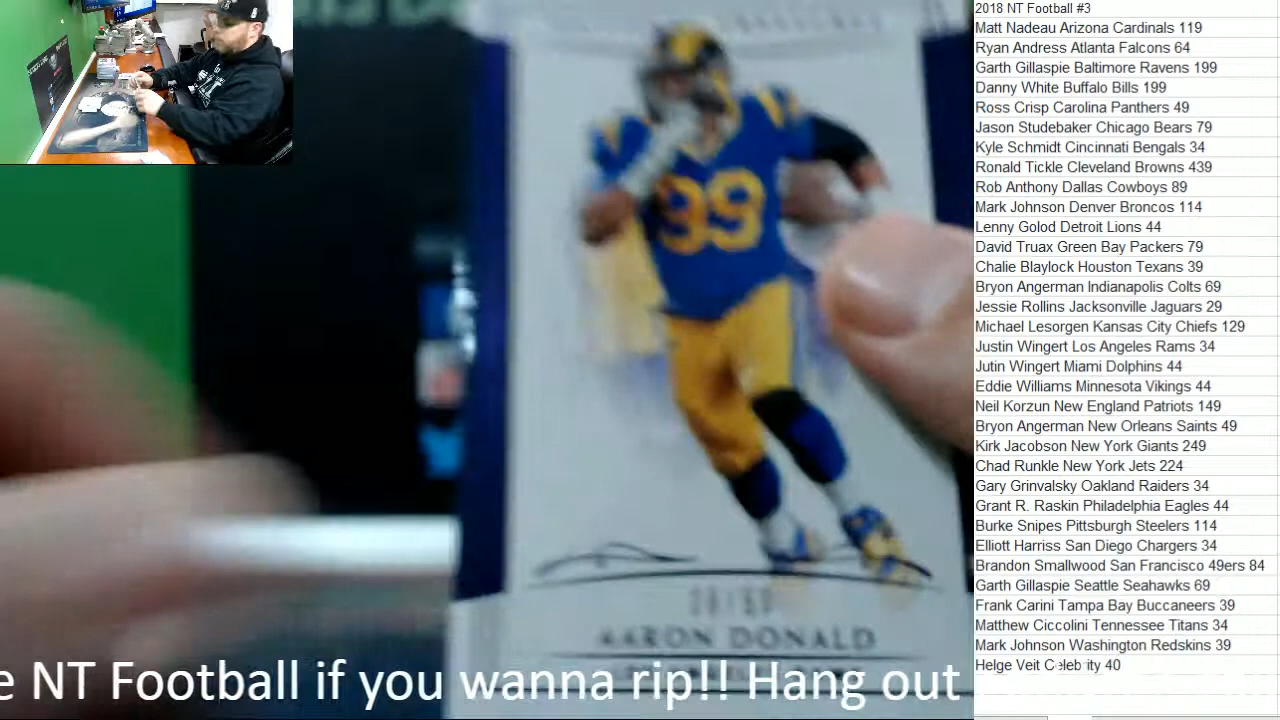 2018 NT Football #3
Matt Nadeau Arizona Cardinals 119
Ryan Andress Atlanta Falcons 64
Garth Gillaspie Baltimore Ravens 199
Danny White Buffalo Bills 199
Ross Crisp Carolina Panthers 49
Jason Studebaker Chicago Bears 79
Kyle Schmidt Cincinnati Bengals 34
Ronald Tickle Cleveland Browns 439
Rob Anthony Dallas Cowboys 89
Mark Johnson Denver Broncos 114
Lenny Golod Detroit Lions 44
David Truax Green Bay Packers 79
Chalie Blaylock Houston Texans 39
Bryon Angerman Indianapolis Colts 69
Jessie Rollins Jacksonville Jaguars 29
Michael Lesorgen Kansas City Chiefs 129
Justin Wingert Los Angeles Rams 34
Jutin Wingert Miami Dolphins 44
Eddie Williams Minnesota Vikings 44
Neil Korzun New England Patriots 149
Bryon Angerman New Orleans Saints 49
Kirk Jacobson New York Giants 249
Chad Runkle New York Jets 224
Gary Grinvalsky Oakland Raiders 34
Grant R. Raskin Philadelphia Eagles 44
Burke Snipes Pittsburgh Steelers 114
Elliott Harriss San Diego Chargers 34
Brandon Smallwood San Francisco 49ers 84
Garth Gillaspie Seattle Seahawks 69
Frank Carini Tampa Bay Buccaneers 39
Matthew Ciccolini Tennessee Titans 34
Mark Johnson Washington Redskins 39
Helge Veit Celebrity 40
99
AARON DONALD
e NT Football if you wanna rip!! Hang out